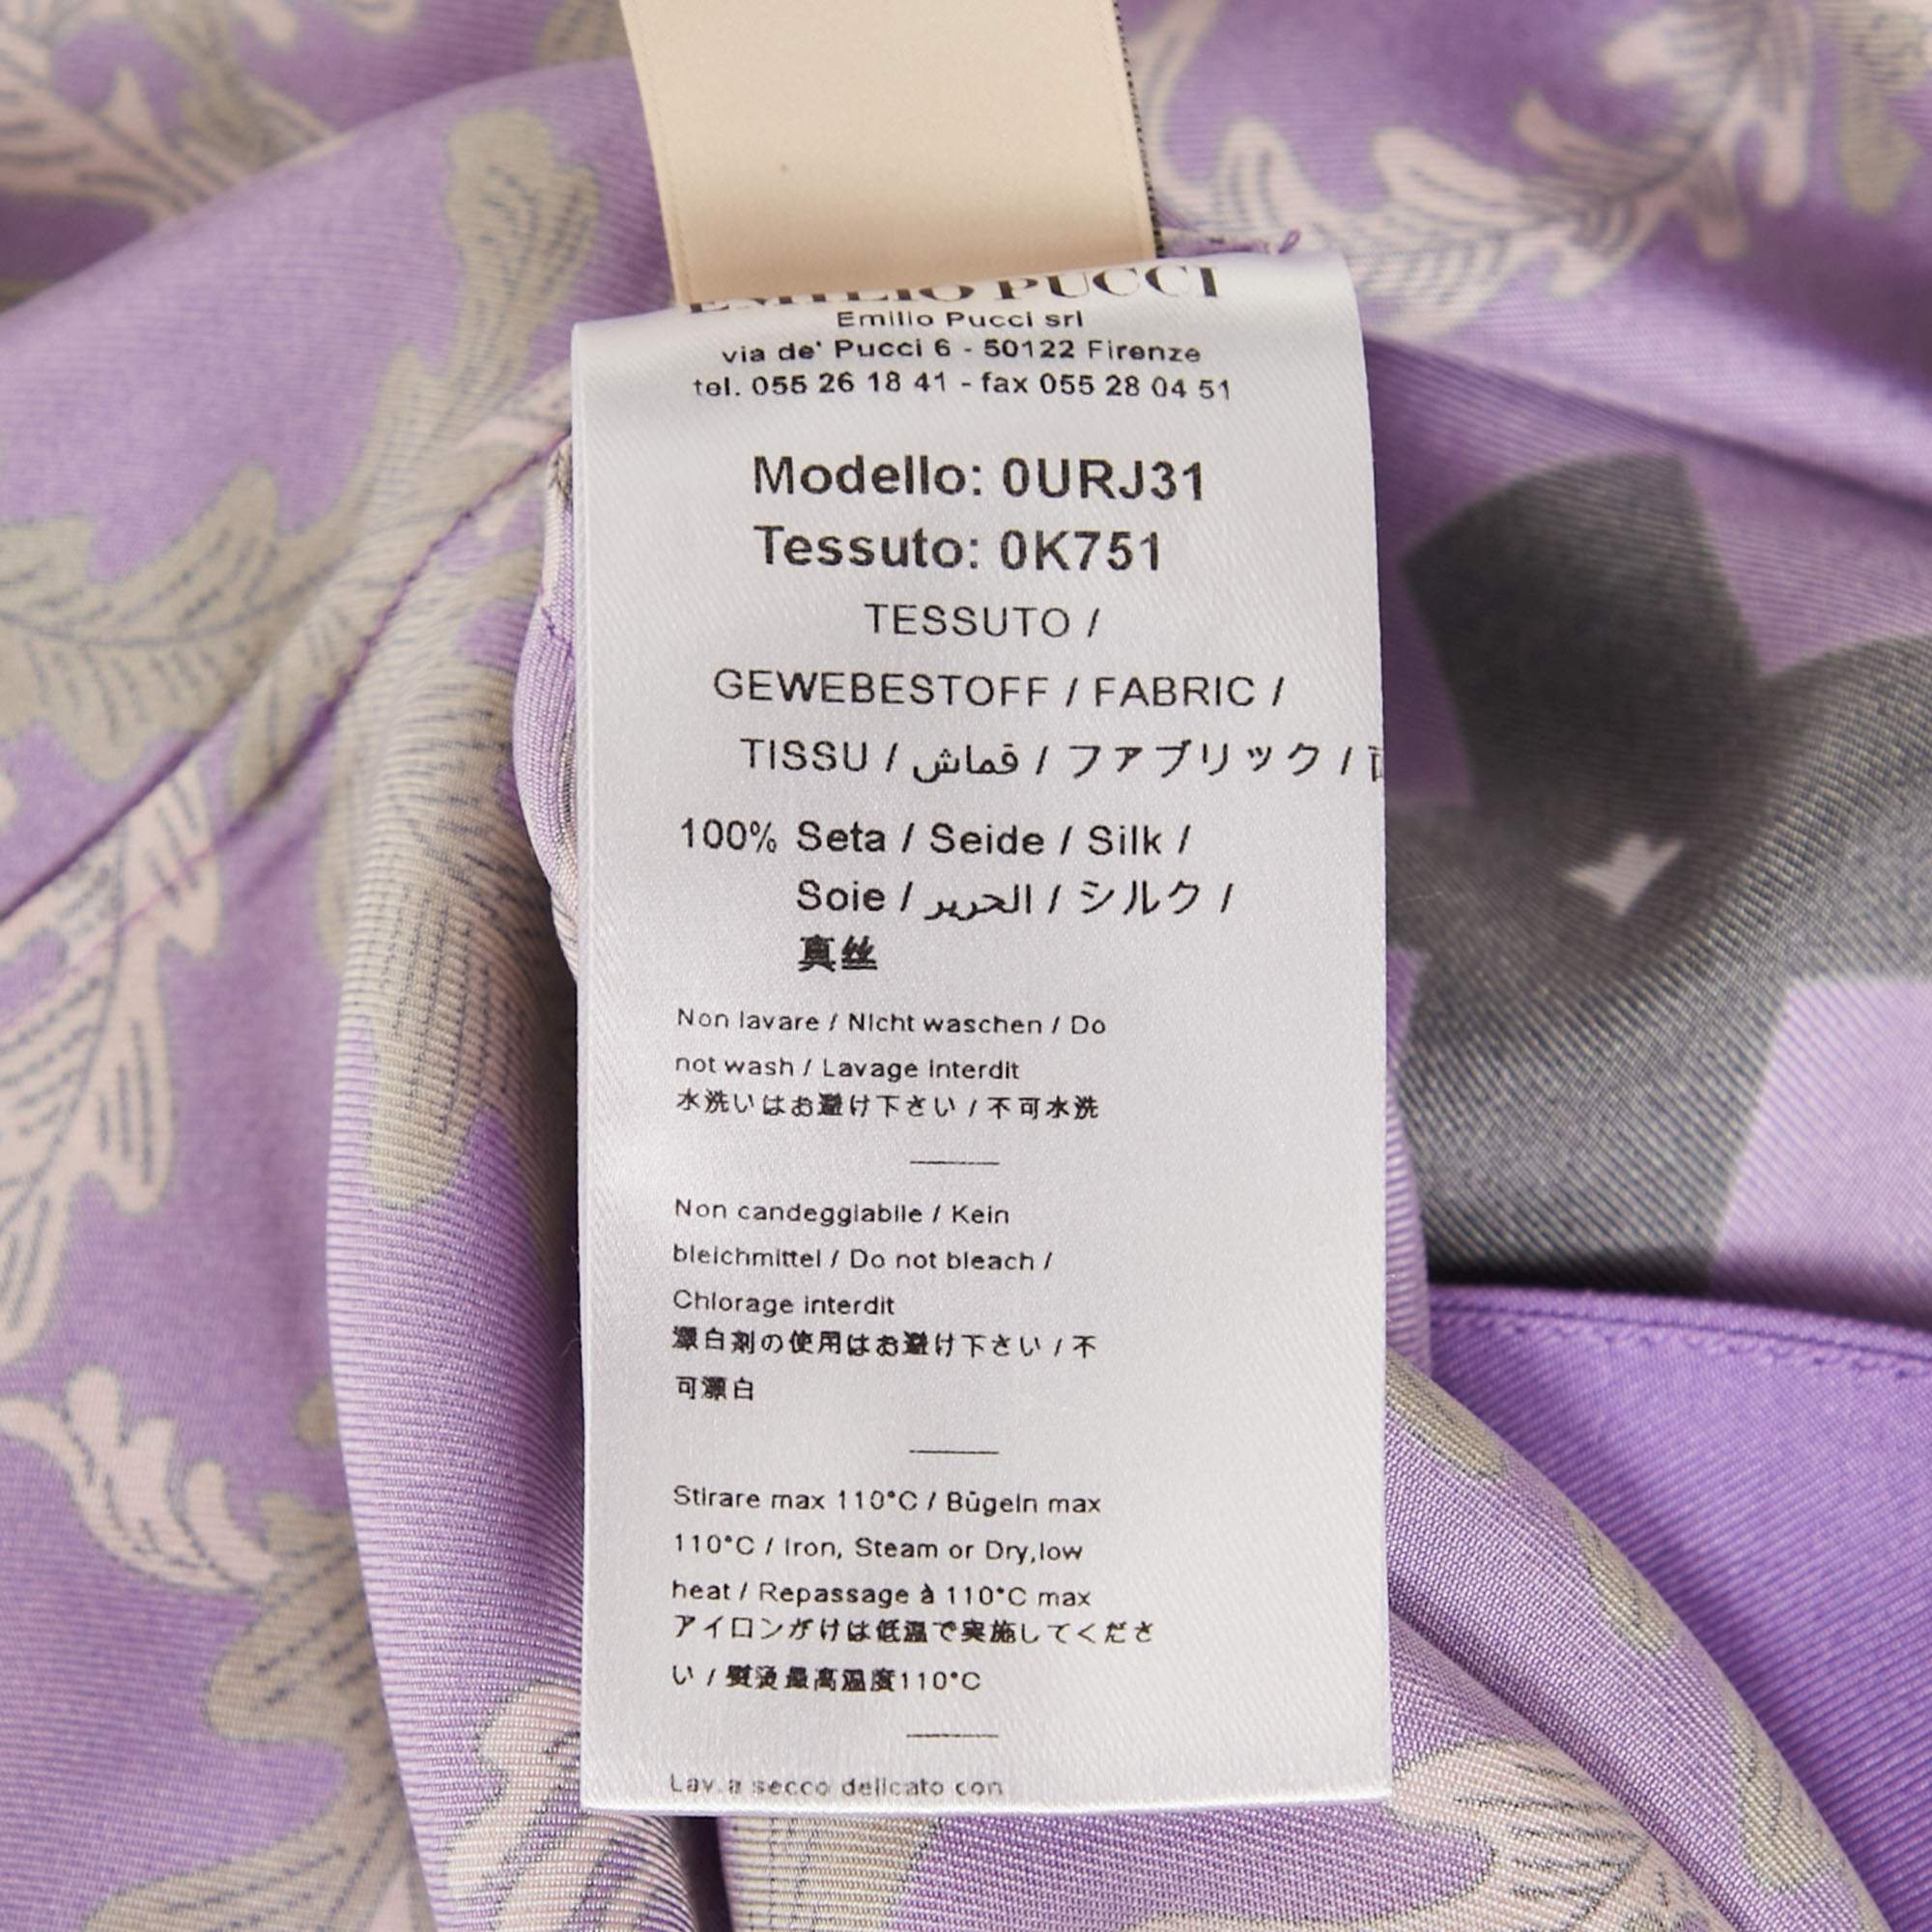 EMILIO PUCCI
Emilio Pucci srl
via de' Pucci 6 - 50122 Firenze
tel. 055 26 18 41 - fax 055 28 04 51
Modello: 0URJ31
Tessuto: 0K751
TESSUTO /
GEWEBESTOFF / FABRIC /
TISSU / قماش / ファブリック /
100% Seta / Seide / Silk /
Soie / الحرير / シルク /
真丝
Non lavare / Nicht waschen / Do
not wash / Lavage interdit
水洗いはお避け下さい / 不可水洗
Non candeggiabile / Kein
bleichmittel / Do not bleach /
Chlorage interdit
漂白剤の使用はお避け下さい / 不
可漂白
Stirare max 110°C / Bügeln max
110°C / Iron, Steam or Dry,low
heat / Repassage à 110°C max
アイロンがけは低温で実施してくださ
い / 熨烫最高温度110°C
Lav.a secco delicato con